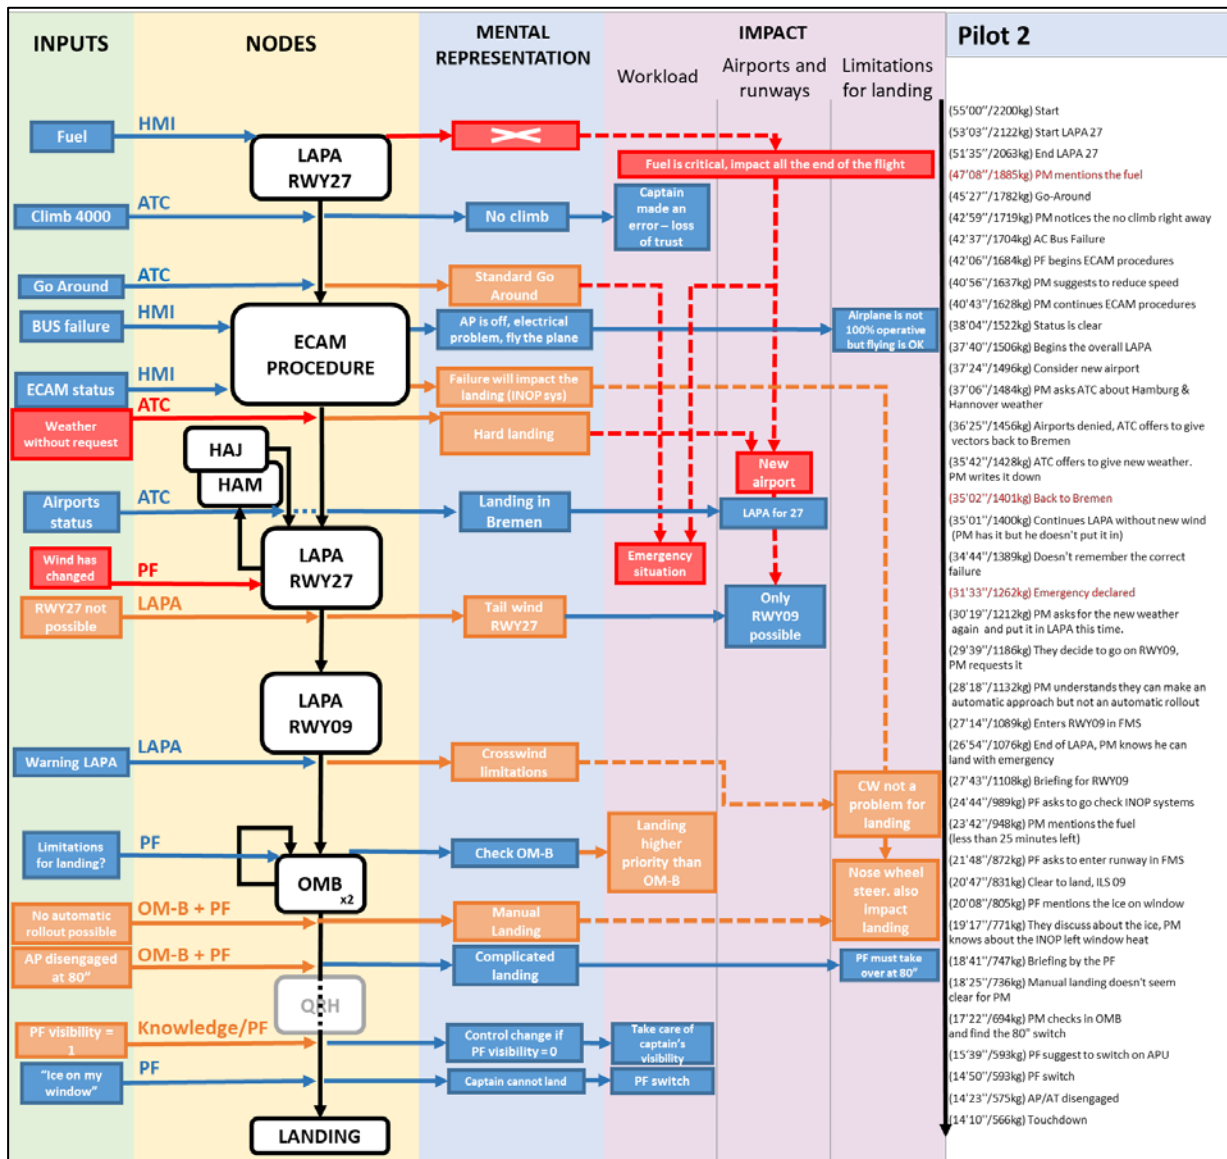 INPUTS
NODES
MENTAL
REPRESENTATION
IMPACT
Workload
Airports and
runways
Limitations
for landing
Pilot 2
Fuel
HMI
LAPA
RWY27
Fuel is critical, impact all the end of the flight
Climb 4000
ATC
No climb
Captain
made an
error – loss
of trust
Go Around
ATC
Standard Go
Around
BUS failure
HMI
ECAM
PROCEDURE
AP is off, electrical
problem, fly the plane
Airplane is not
100% operative
but flying is OK
ECAM status
HMI
Failure will impact the
landing (INOP sys)
Weather
without request
ATC
Hard landing
HAJ
HAM
New
airport
Airports
status
ATC
Landing in
Bremen
LAPA for 27
Wind has
changed
PF
LAPA
RWY27
Emergency
situation
RWY27 not
possible
LAPA
Tail wind
RWY27
Only
RWY09
possible
LAPA
RWY09
Warning LAPA
LAPA
Crosswind
limitations
CW not a
problem for
landing
Limitations
for landing?
PF
OMB
x2
Check OM-B
Landing
higher
priority than
OM-B
Nose wheel
steer. also
impact
landing
No automatic
rollout possible
OM-B + PF
Manual
Landing
AP disengaged
at 80"
OM-B + PF
Complicated
landing
PF must take
over at 80"
QRH
PF visibility =
1
Knowledge/PF
Control change if
PF visibility = 0
Take care of
captain's
visibility
"Ice on my
window"
PF
Captain cannot land
PF switch
LANDING
(55'00"/2200kg) Start
(53'03"/2122kg) Start LAPA 27
(51'35"/2063kg) End LAPA 27
(47'08"/1885kg) PM mentions the fuel
(45'27"/1782kg) Go-Around
(42'59"/1719kg) PM notices the no climb right away
(42'37"/1704kg) AC Bus Failure
(42'06"/1684kg) PF begins ECAM procedures
(40'56"/1637kg) PM suggests to reduce speed
(40'43"/1628kg) PM continues ECAM procedures
(38'04"/1522kg) Status is clear
(37'40"/1506kg) Begins the overall LAPA
(37'24"/1496kg) Consider new airport
(37'06"/1484kg) PM asks ATC about Hamburg &
Hannover weather
(36'25"/1456kg) Airports denied, ATC offers to give
vectors back to Bremen
(35'42"/1428kg) ATC offers to give new weather.
PM writes it down
(35'02"/1401kg) Back to Bremen
(35'01"/1400kg) Continues LAPA without new wind
(PM has it but he doesn't put it in)
(34'44"/1389kg) Doesn't remember the correct
failure
(31'33"/1262kg) Emergency declared
(30'19"/1212kg) PM asks for the new weather
again and put it in LAPA this time.
(29'39"/1186kg) They decide to go on RWY09,
PM requests it
(28'18"/1132kg) PM understands they can make an
automatic approach but not an automatic rollout
(27'14"/1089kg) Enters RWY09 in FMS
(26'54"/1076kg) End of LAPA, PM knows he can
land with emergency
(27'43"/1108kg) Briefing for RWY09
(24'44"/989kg) PF asks to go check INOP systems
(23'42"/948kg) PM mentions the fuel
(less than 25 minutes left)
(21'48"/872kg) PF asks to enter runway in FMS
(20'47"/831kg) Clear to land, ILS 09
(20'08"/805kg) PF mentions the ice on window
(19'17"/771kg) They discuss about the ice, PM
knows about the INOP left window heat
(18'41"/747kg) Briefing by the PF
(18'25"/736kg) Manual landing doesn't seem
clear for PM
(17'22"/694kg) PM checks in OMB
and find the 80" switch
(15'39"/593kg) PF suggest to switch on APU
(14'50"/593kg) PF switch
(14'23"/575kg) AP/AT disengaged
(14'10"/566kg) Touchdown